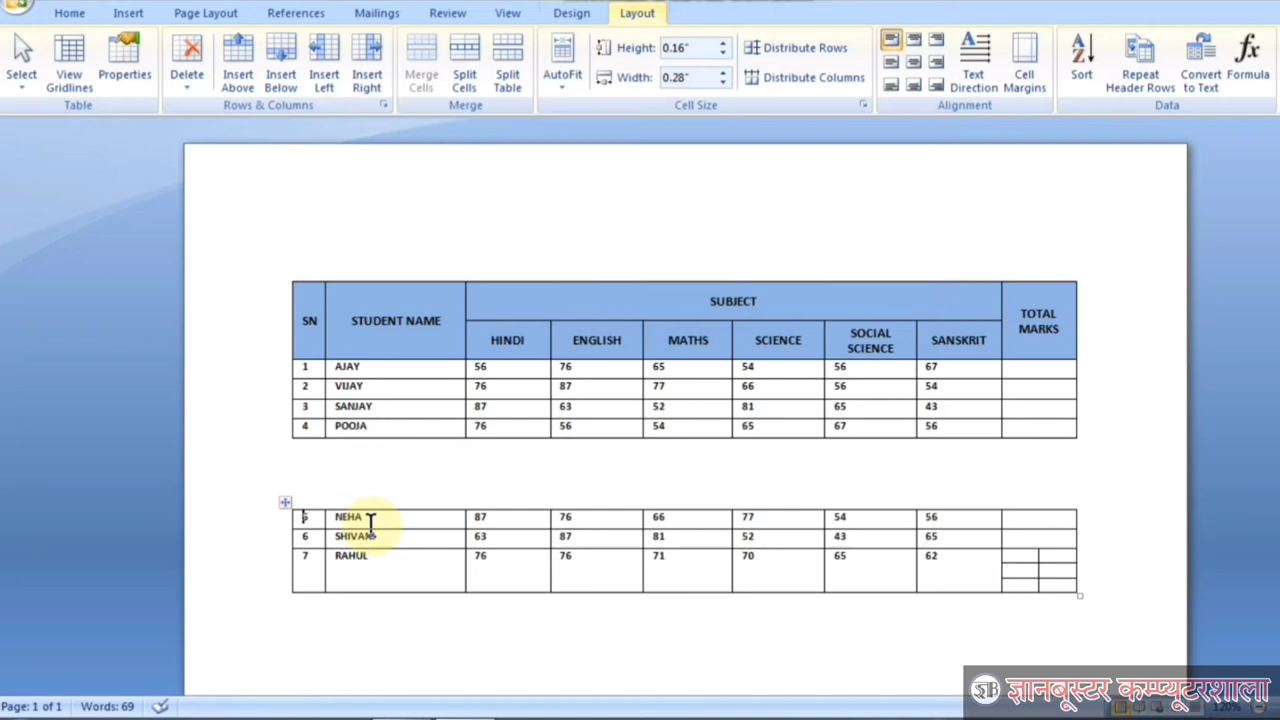 Home Insert Page Layout References Mailings Review View Design Layout
Select View Gridlines Properties Delete Insert Above Insert Below Insert Left Insert Right Merge Cells Split Cells Split Table AutoFit Height: 0.16" Width: 0.28" Distribute Rows Distribute Columns Text Direction Cell Margins Sort Repeat Header Rows Convert to Text Formula
Table Rows & Columns Merge Cell Size Alignment Data
SN STUDENT NAME SUBJECT TOTAL MARKS
HINDI ENGLISH MATHS SCIENCE SOCIAL SCIENCE SANSKRIT
1 AJAY 56 76 65 54 56 67
2 VIJAY 76 87 77 66 56 54
3 SANJAY 87 63 52 81 65 43
4 POOJA 76 56 54 65 67 56
5 NEHA 87 76 66 77 54 56
6 63 87 81 52 43 65
7 RAHUL 76 76 71 70 65 62
ज्ञानबूस्टर कम्प्यूटरशाला
Page: 1 of 1 Words: 69 120%